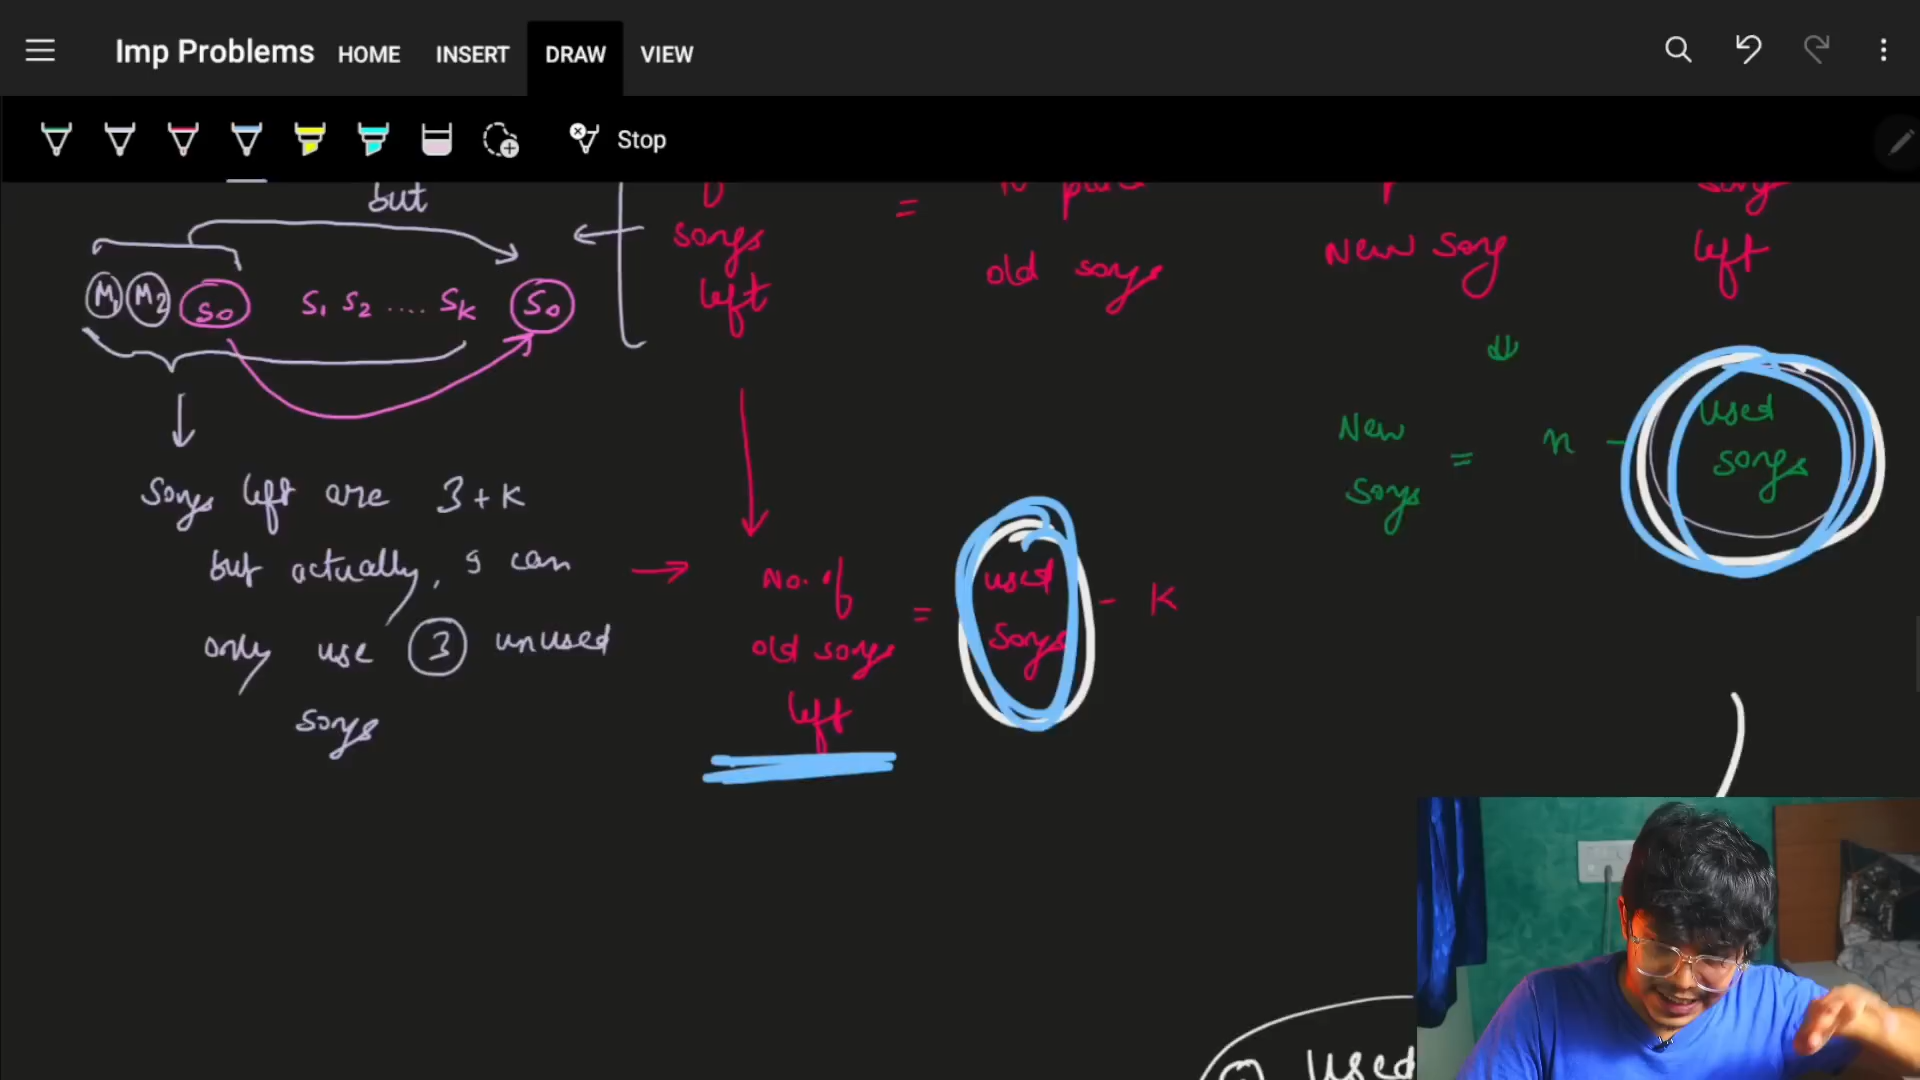 Imp Problems HOME INSERT DRAW VIEW
Stop
but
M1 M2 S0 S1 S2 .... SK S0
songs left are 3 + K
but actually, I can
only use 3 unused
songs
songs
left
=
old songs
New song
left
No. of
old songs
left
=
used
songs
- K
New
songs
=
n -
used
songs
used